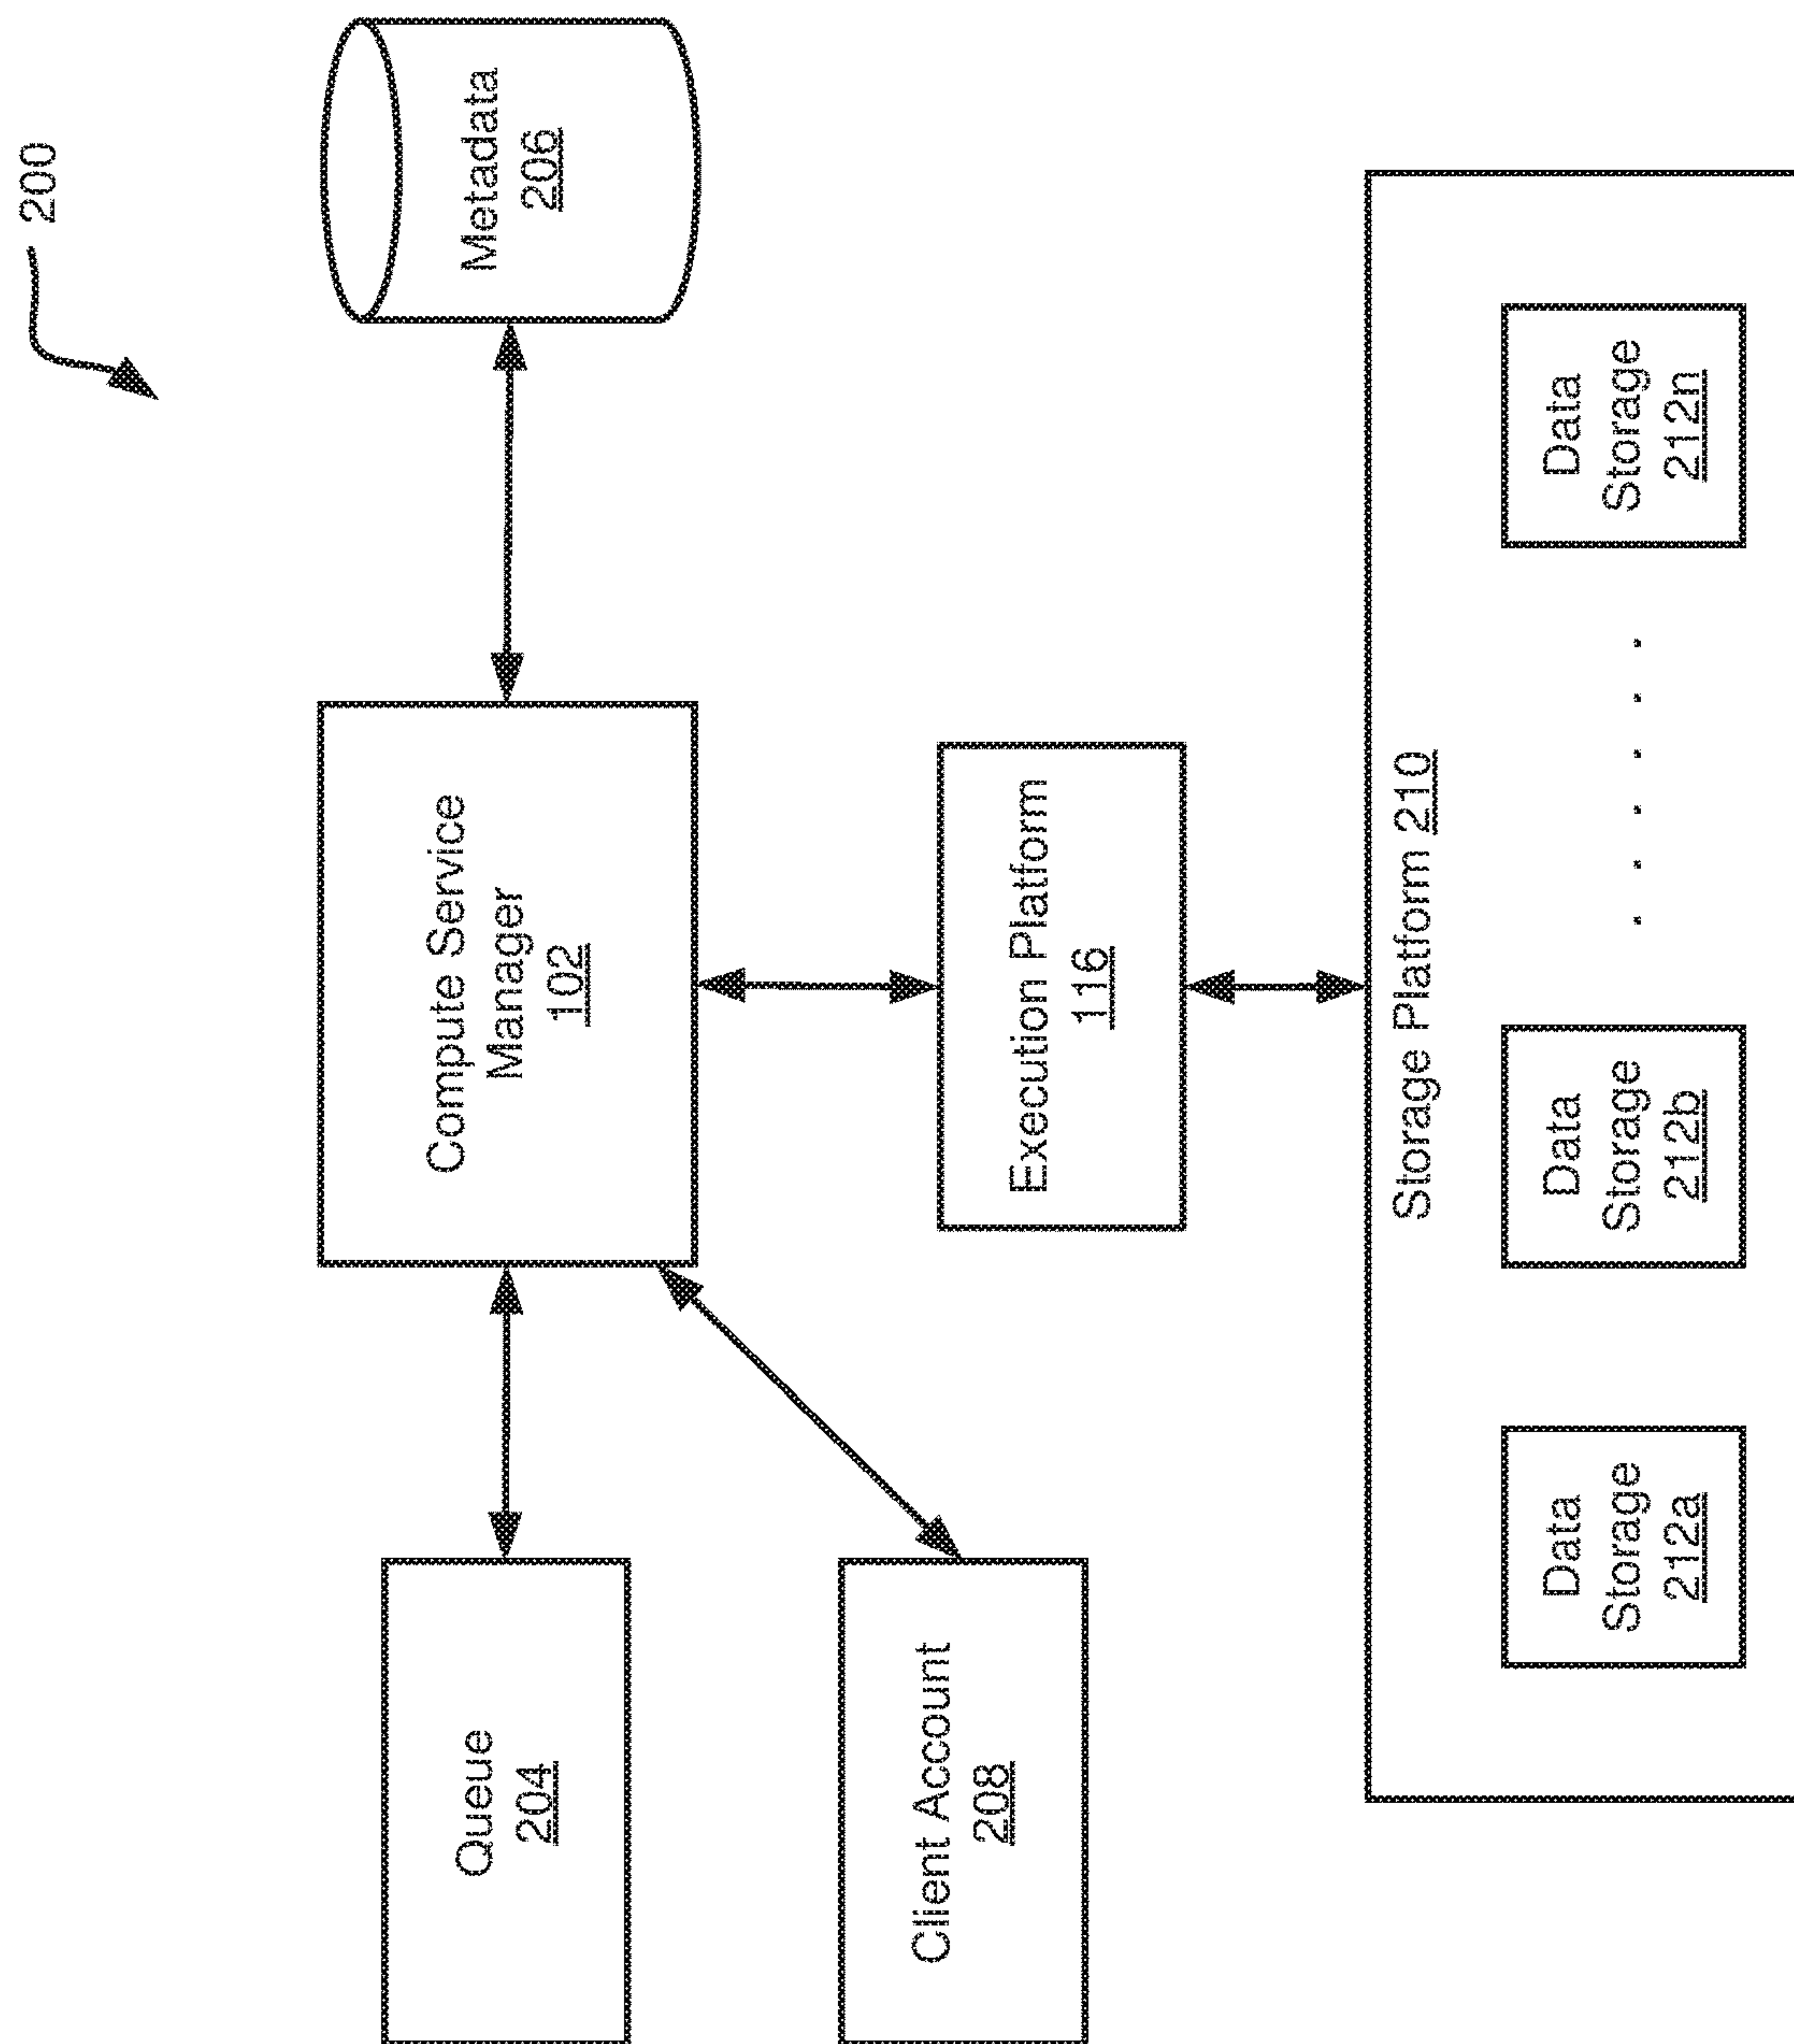 200
Queue
204
Compute Service
Manager
102
Metadata
206
Client Account
208
Execution Platform
116
Storage Platform 210
Data
Storage
212a
Data
Storage
212b
. . . . . .
Data
Storage
212n